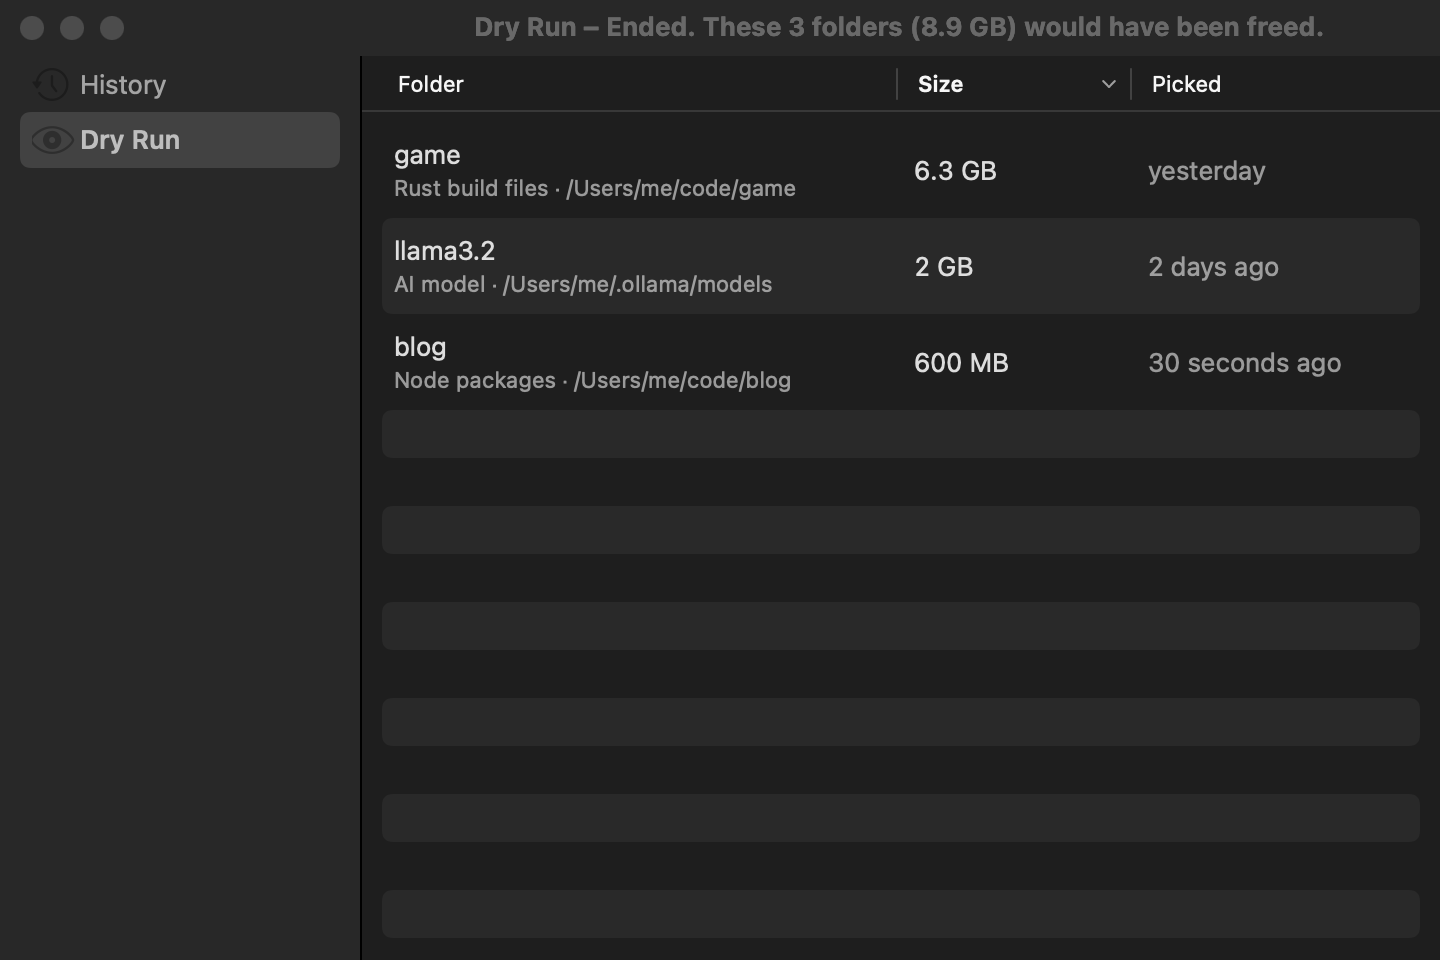 Dry Run – Ended. These 3 folders (8.9 GB) would have been freed.
History
Dry Run
Folder
Size
Picked
game
Rust build files · /Users/me/code/game
6.3 GB
yesterday
llama3.2
AI model · /Users/me/.ollama/models
2 GB
2 days ago
blog
Node packages · /Users/me/code/blog
600 MB
30 seconds ago